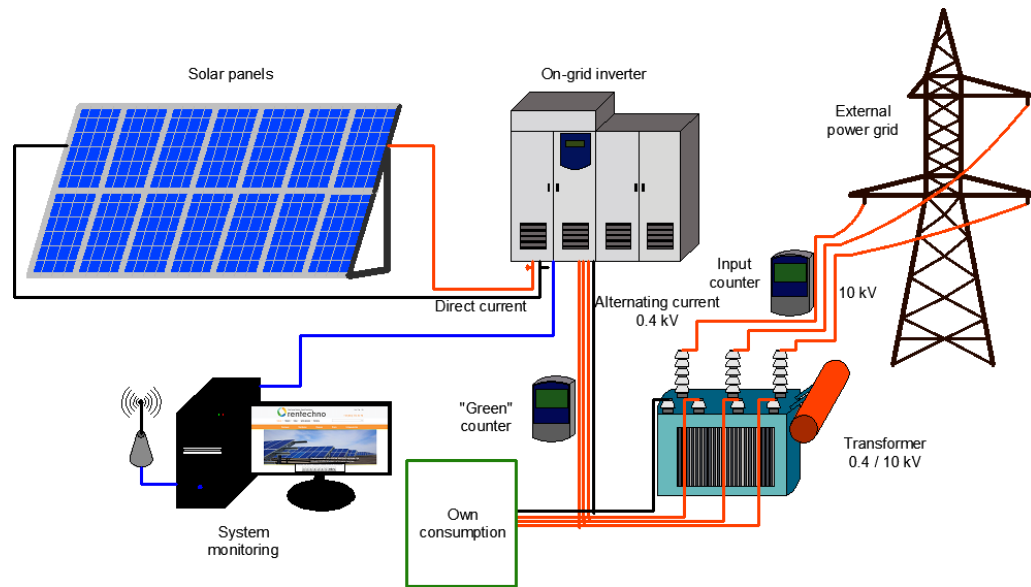 Solar panels
On-grid inverter
External
power grid
Input
counter
10 kV
Direct current
Alternating current
0.4 kV
"Green"
counter
rentechno
Transformer
0.4 / 10 kV
Own
consumption
System
monitoring